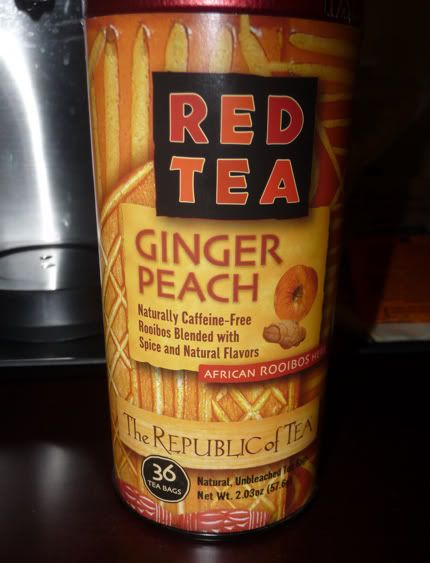 RED
TEA
GINGER
PEACH
Naturally Caffeine-Free
Rooibos Blended with
Spice and Natural Flavors
AFRICAN ROOIBOS
The REPUBLIC of TEA
36
TEA BAGS
Natural, Unbleached Tea
Net Wt. 2.03oz